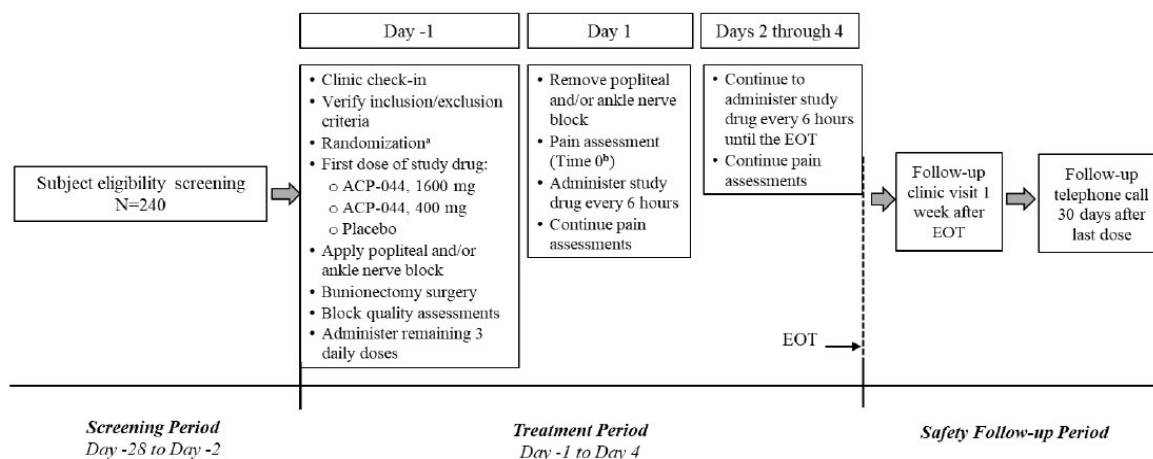 Day -1
Day 1
Days 2 through 4
Subject eligibility screening
N=240
• Clinic check-in
• Verify inclusion/exclusion
criteria
• Randomizationᵃ
• First dose of study drug:
o ACP-044, 1600 mg
o ACP-044, 400 mg
o Placebo
• Apply popliteal and/or
ankle nerve block
• Bunionectomy surgery
• Block quality assessments
• Administer remaining 3
daily doses
• Remove popliteal
and/or ankle nerve
block
• Pain assessment
(Time 0ᵇ)
• Administer study
drug every 6 hours
• Continue pain
assessments
• Continue to
administer study
drug every 6 hours
until the EOT
• Continue pain
assessments
EOT
Follow-up
clinic visit 1
week after
EOT
Follow-up
telephone call
30 days after
last dose
Screening Period
Day -28 to Day -2
Treatment Period
Day -1 to Day 4
Safety Follow-up Period